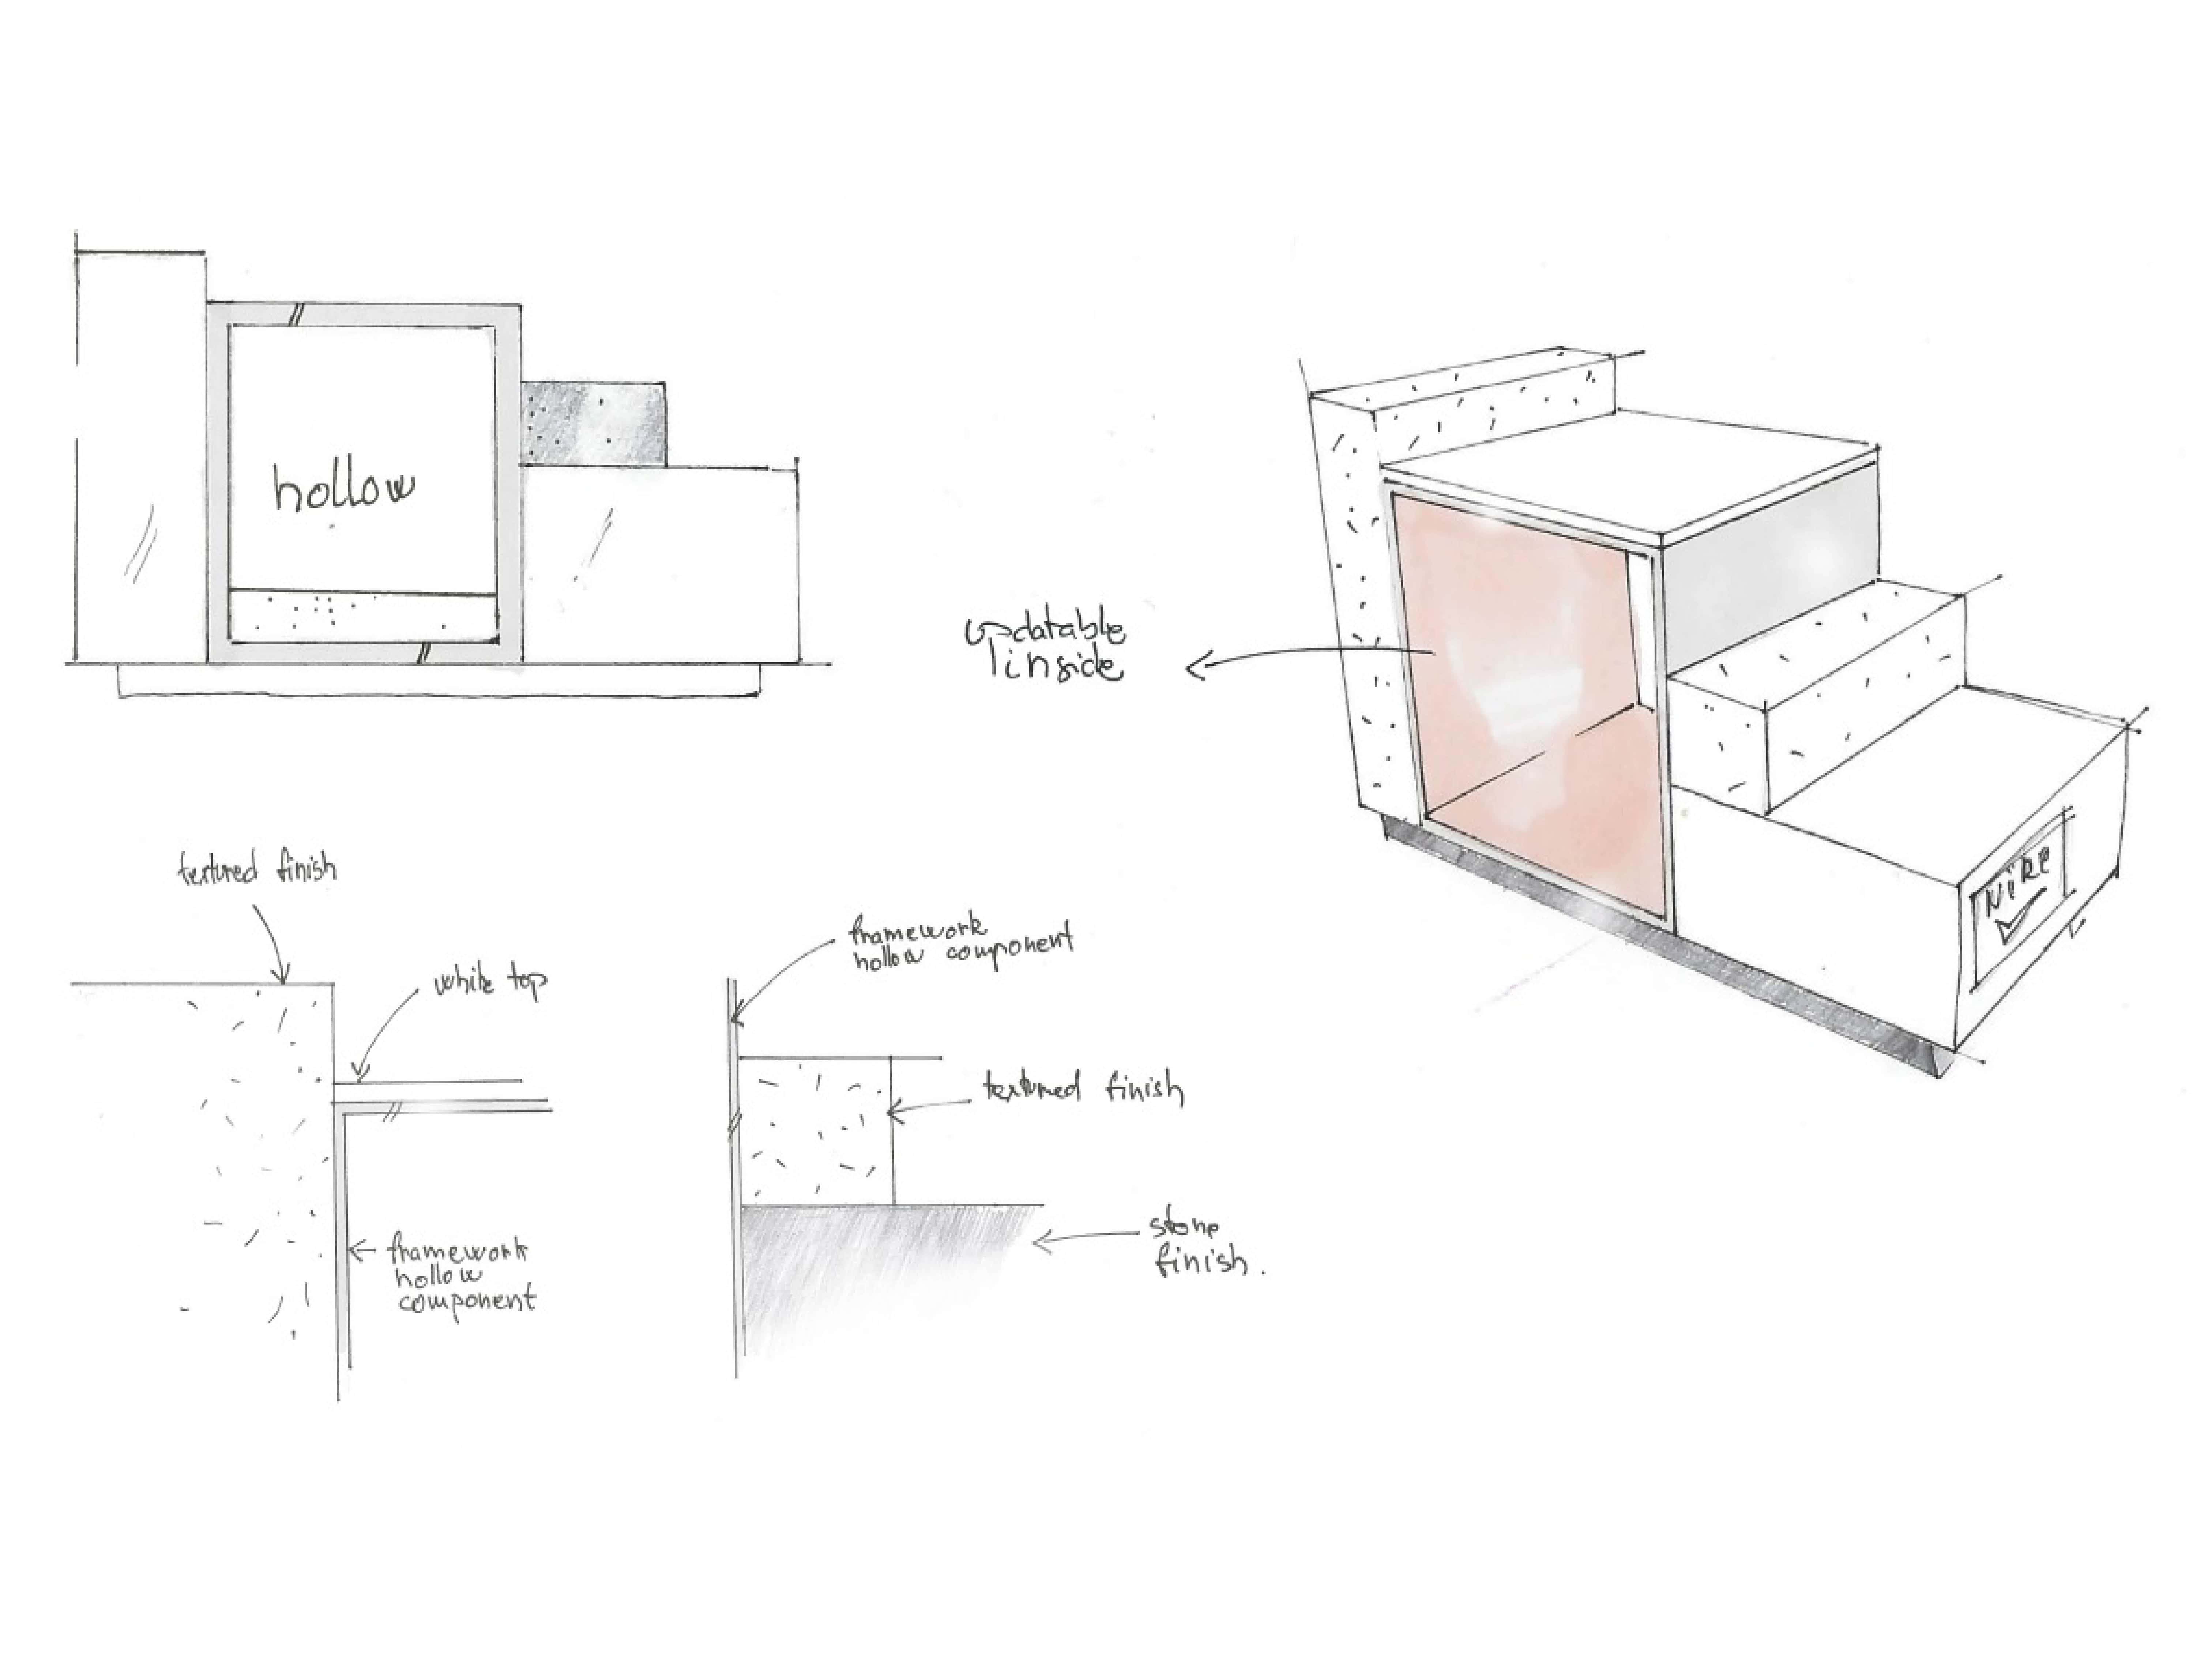 hollow
updatable
inside
NIKE
textured finish
white top
framework
hollow
component
framework
hollow component
textured finish
stone
finish.